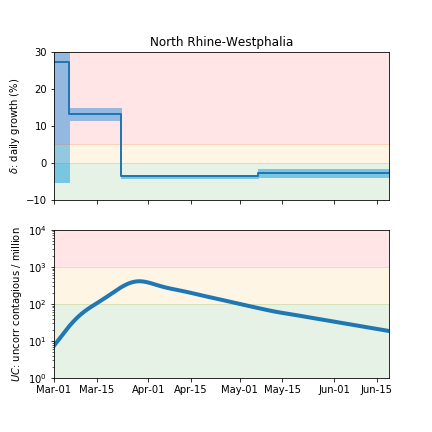 North Rhine-Westphalia
30
20
10
0
−10
δ: daily growth (%)
10⁴
10³
10²
10¹
10⁰
UC: uncorr contagious / million
Mar-01 Mar-15 Apr-01 Apr-15 May-01 May-15 Jun-01 Jun-15